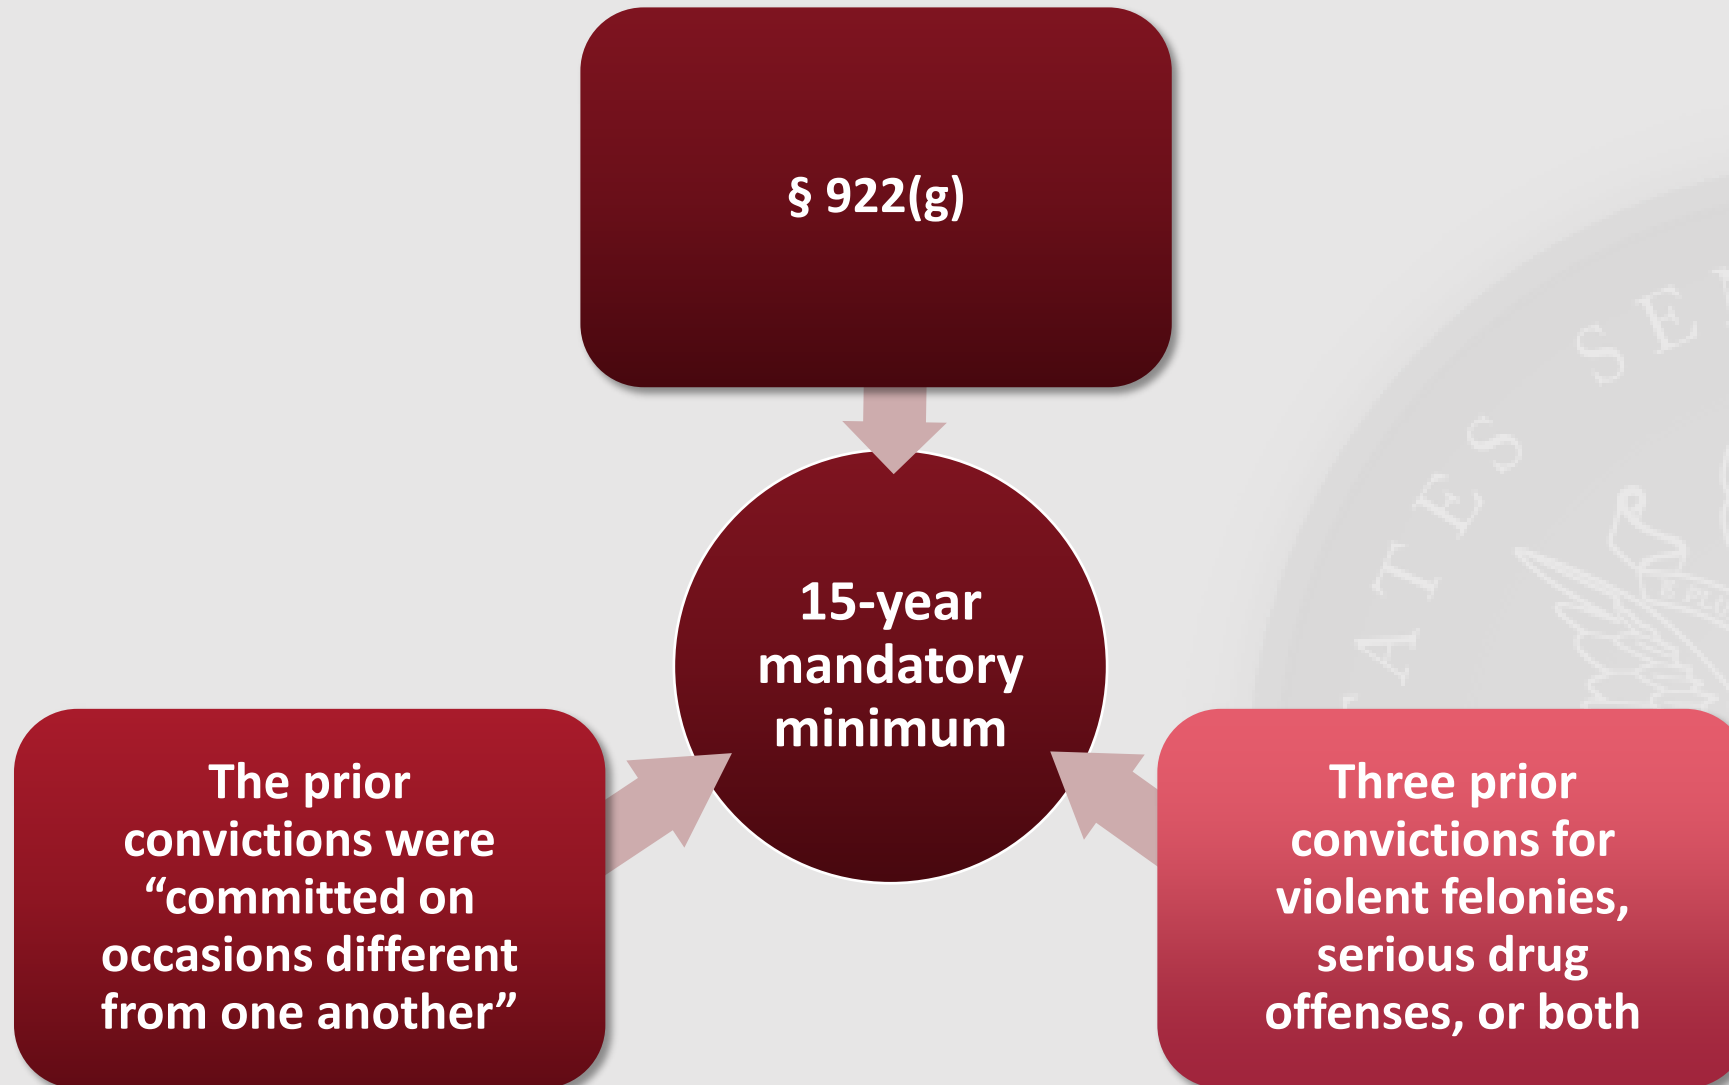 § 922(g)
15-year
mandatory
minimum
The prior
convictions were
“committed on
occasions different
from one another”
Three prior
convictions for
violent felonies,
serious drug
offenses, or both